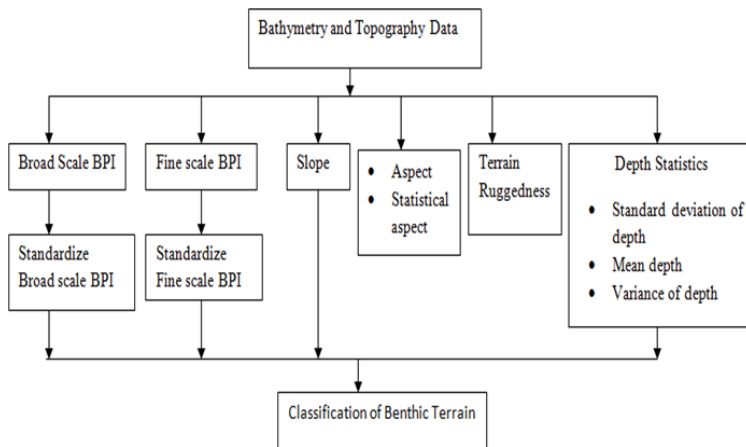 Bathymetry and Topography Data
Broad Scale BPI
Fine scale BPI
Slope
• Aspect
• Statistical
aspect
Terrain
Ruggedness
Depth Statistics
• Standard deviation of
depth
• Mean depth
• Variance of depth
Standardize
Broad scale BPI
Standardize
Fine scale BPI
Classification of Benthic Terrain